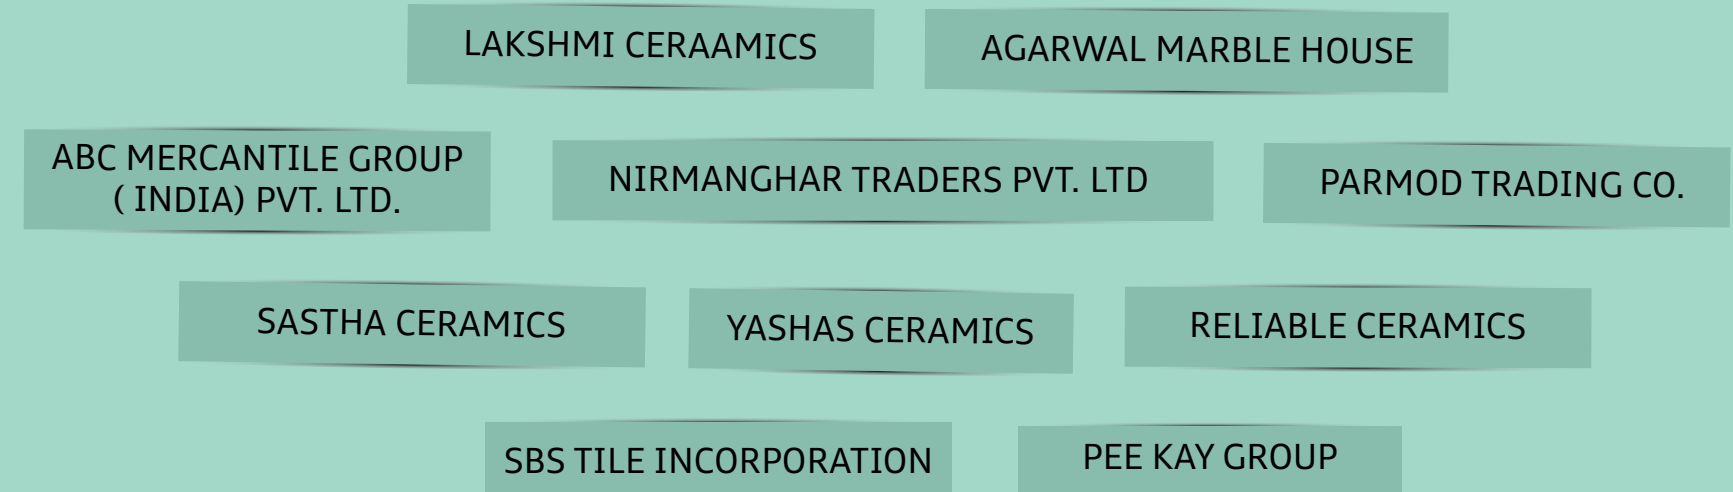 LAKSHMI CERAAMICS
AGARWAL MARBLE HOUSE
ABC MERCANTILE GROUP
( INDIA) PVT. LTD.
NIRMANGHAR TRADERS PVT. LTD
PARMOD TRADING CO.
SASTHA CERAMICS
YASHAS CERAMICS
RELIABLE CERAMICS
SBS TILE INCORPORATION
PEE KAY GROUP